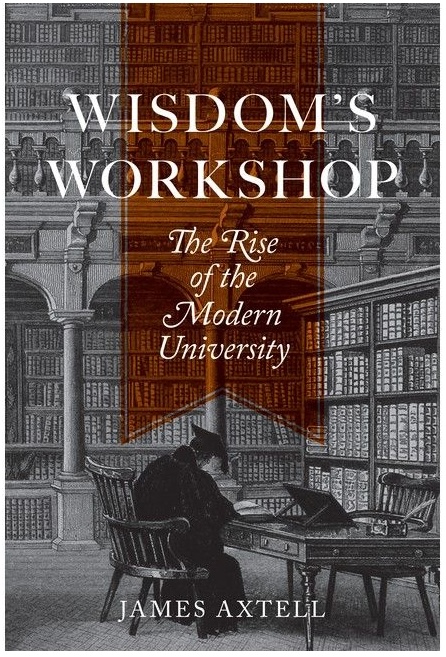 WISDOM'S
WORKSHOP
The Rise
of the
Modern
University
JAMES AXTELL